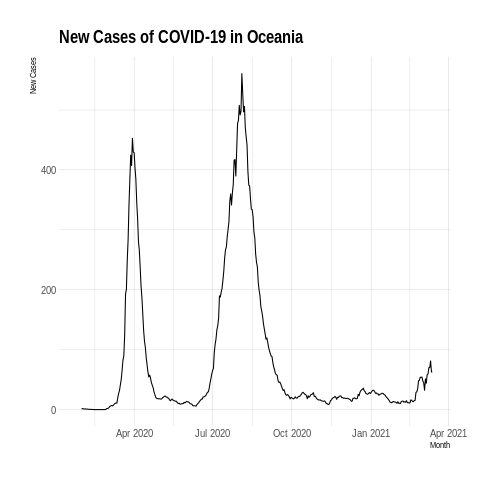 New Cases of COVID-19 in Oceania
New Cases
400
200
0
Apr 2020 Jul 2020 Oct 2020 Jan 2021 Apr 2021
Month